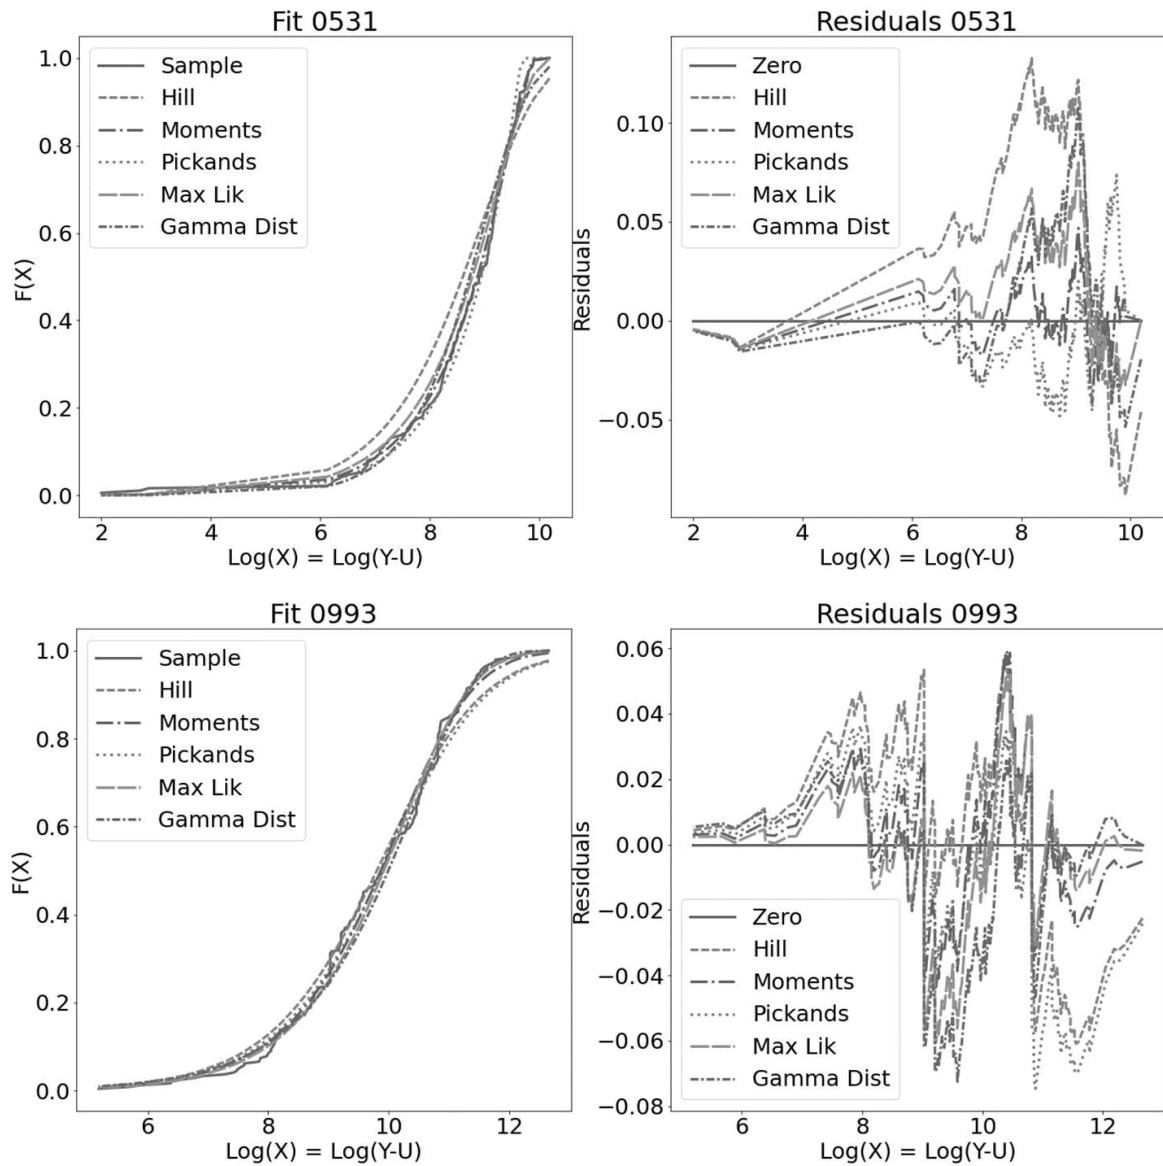 Fit 0531
1.0
0.8
0.6
0.4
0.2
0.0
F(X)
Sample
Hill
Moments
Pickands
Max Lik
Gamma Dist
2 4 6 8 10
Log(X) = Log(Y-U)
Residuals 0531
0.10
0.05
0.00
−0.05
Residuals
Zero
Hill
Moments
Pickands
Max Lik
Gamma Dist
2 4 6 8 10
Log(X) = Log(Y-U)
Fit 0993
1.0
0.8
0.6
0.4
0.2
0.0
F(X)
Sample
Hill
Moments
Pickands
Max Lik
Gamma Dist
6 8 10 12
Log(X) = Log(Y-U)
Residuals 0993
0.06
0.04
0.02
0.00
−0.02
−0.04
−0.06
−0.08
Residuals
Zero
Hill
Moments
Pickands
Max Lik
Gamma Dist
6 8 10 12
Log(X) = Log(Y-U)